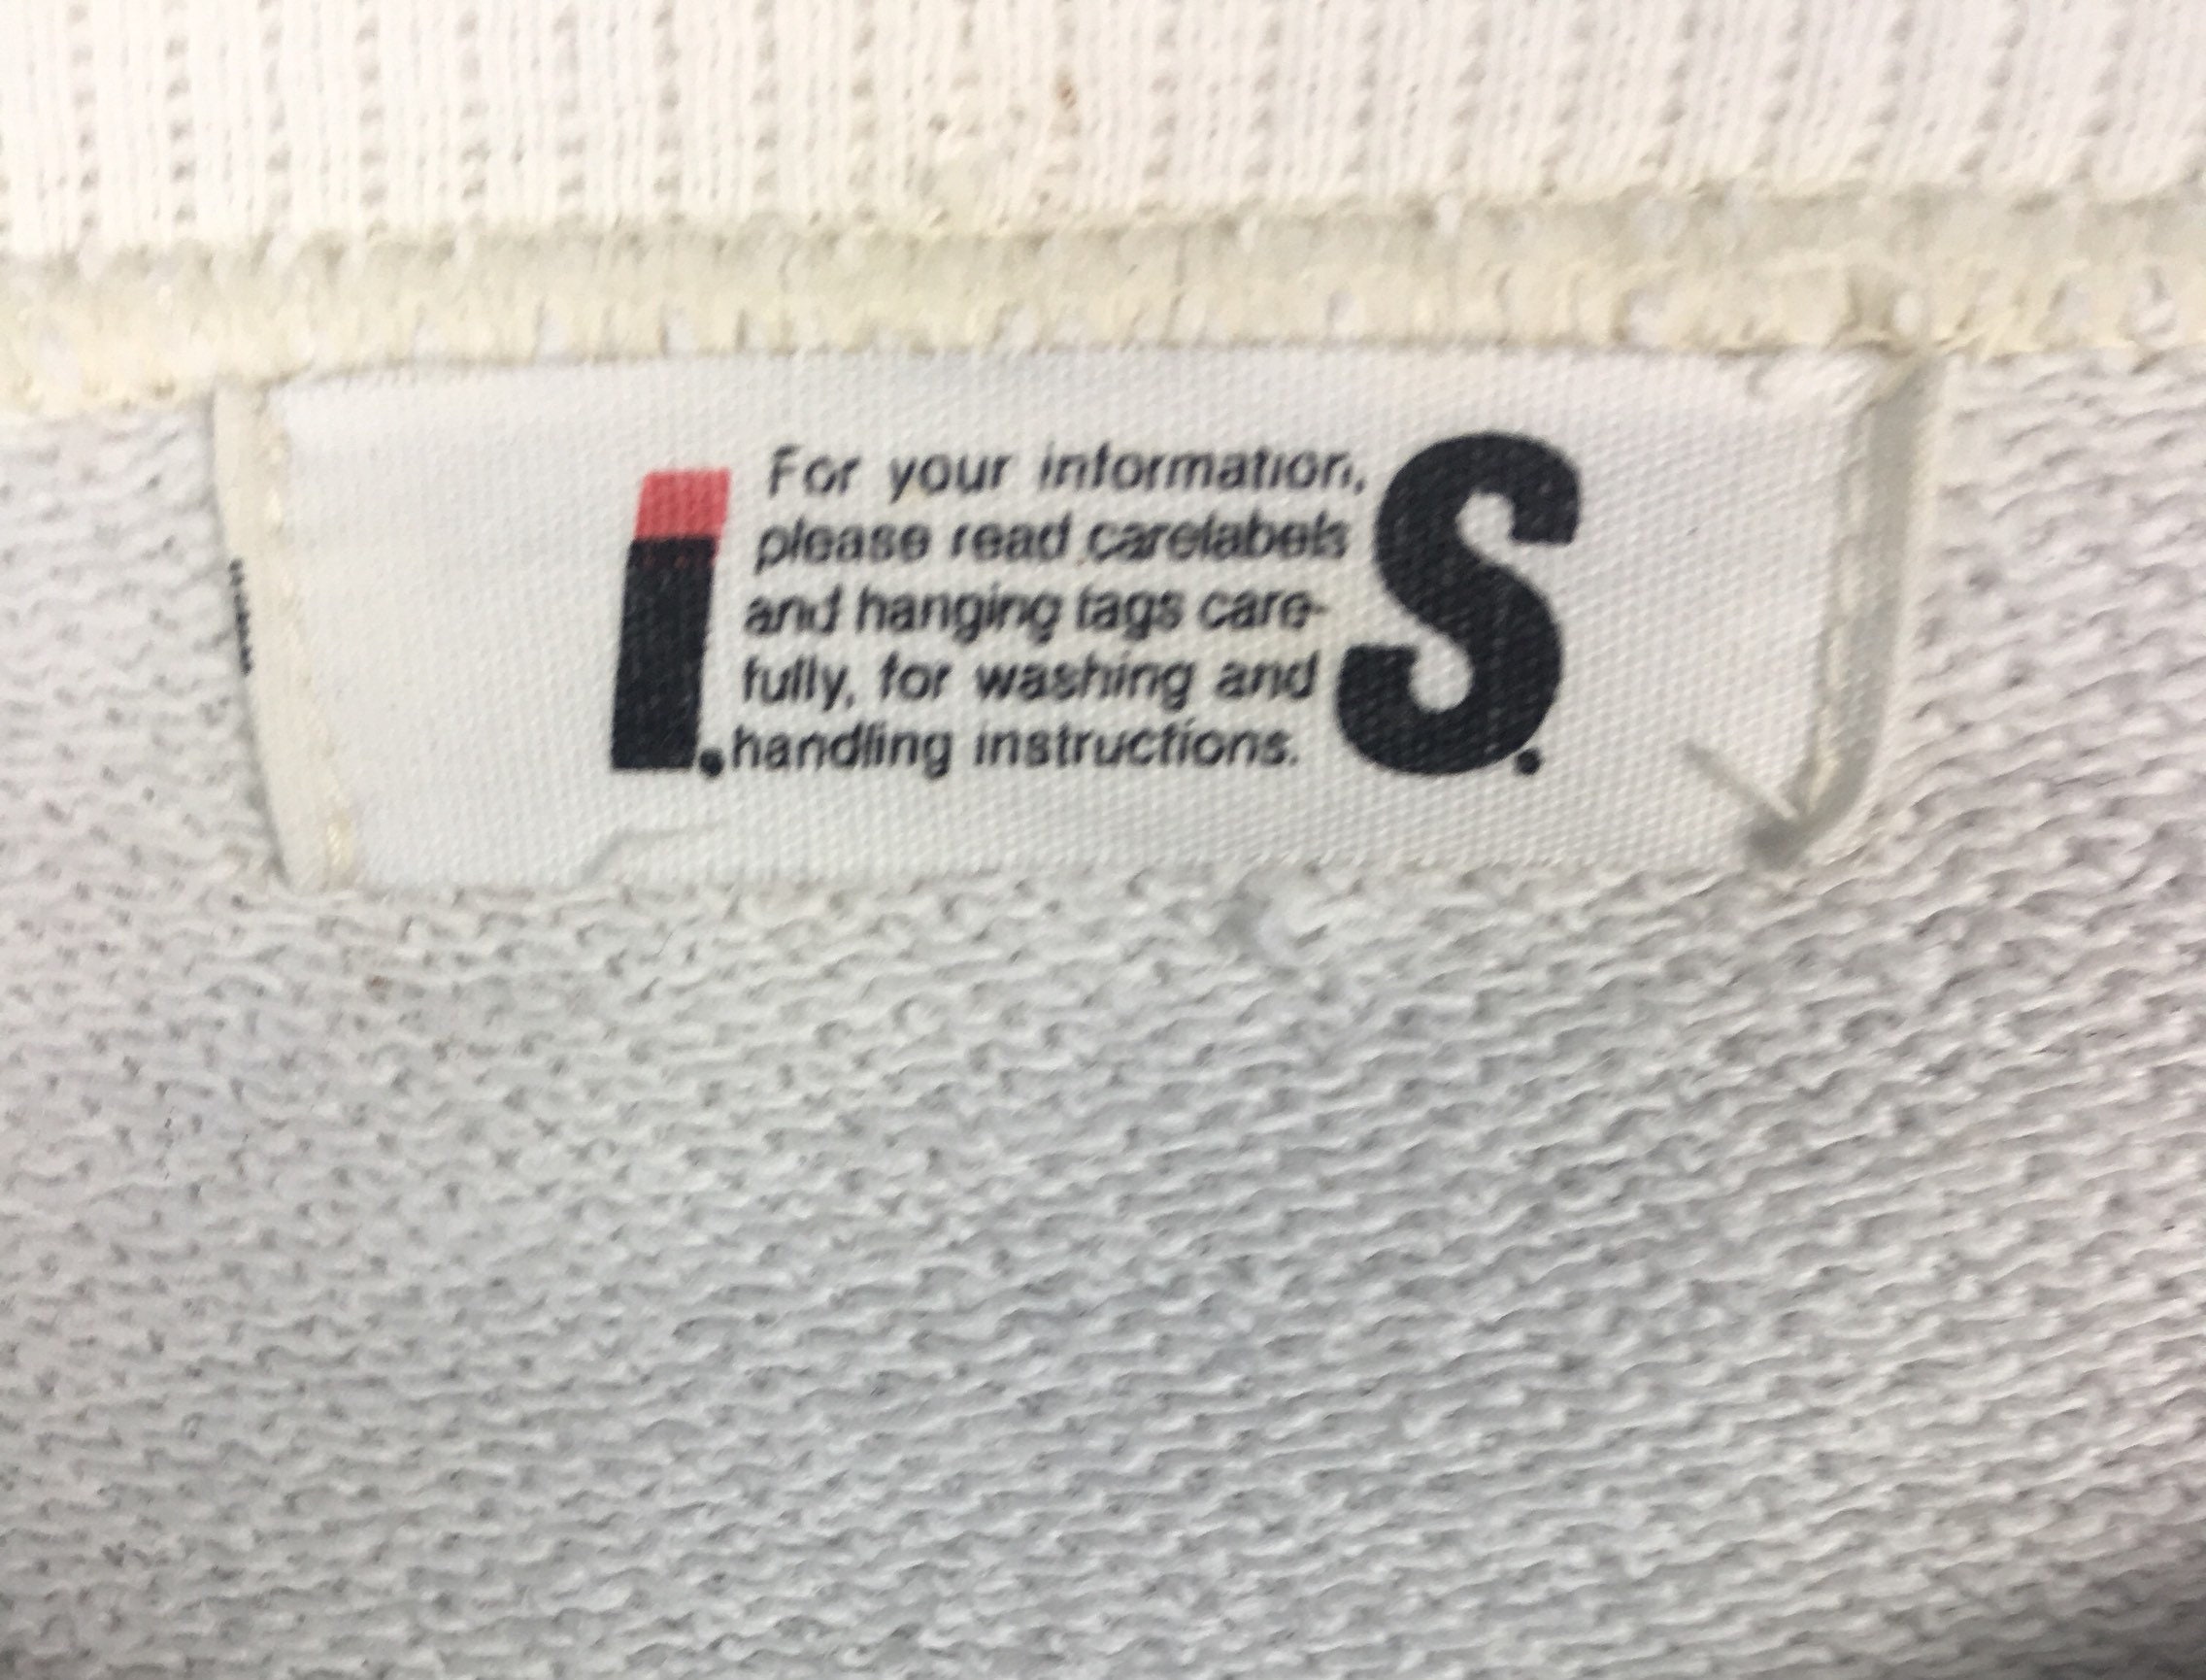 I. S.
For your information,
please read carelabels
and hanging tags care-
fully, for washing and
handling instructions.